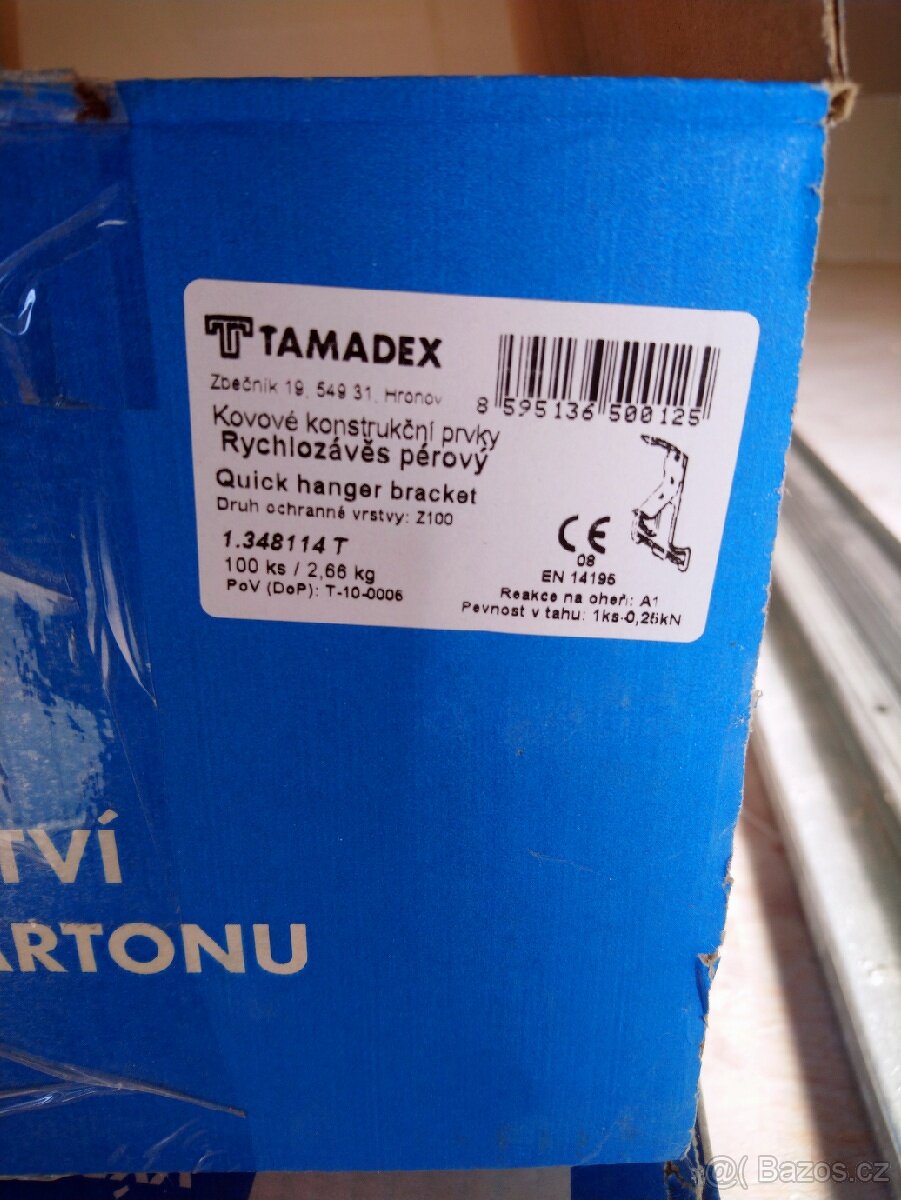 TAMADEX
Zbečník 19, 549 31, Hronov
8 595136 500125
Kovové konstrukční prvky
Rychlozávěs pérový
Quick hanger bracket
Druh ochranné vrstvy: Z100
1.348114 T
100 ks / 2,66 kg
PoV (DoP): T-10-0006
CE
08
EN 14195
Reakce na oheň: A1
Pevnost v tahu: 1ks-0,25kN
TVÍ
ARTONU
@( Bazos.cz